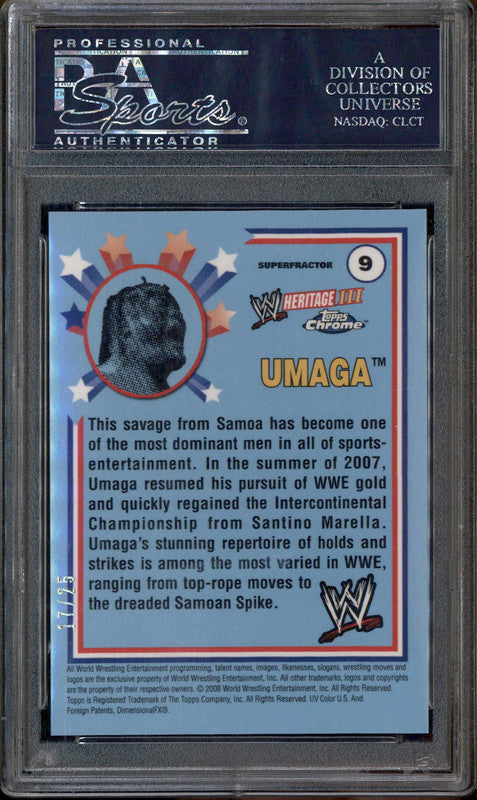 PROFESSIONAL
PSA
Sports®
AUTHENTICATOR
A
DIVISION OF
COLLECTORS
UNIVERSE
NASDAQ: CLCT
SUPERFRACTOR
9
W HERITAGE III
Topps
Chrome
UMAGA™
This savage from Samoa has become one
of the most dominant men in all of sports-
entertainment. In the summer of 2007,
Umaga resumed his pursuit of WWE gold
and quickly regained the Intercontinental
Championship from Santino Marella.
Umaga's stunning repertoire of holds and
strikes is among the most varied in WWE,
ranging from top-rope moves to
the dreaded Samoan Spike.
W
17/25
All World Wrestling Entertainment programming, talent names, images, likenesses, slogans, wrestling moves and
logos are the exclusive property of World Wrestling Entertainment, Inc. All other trademarks, logos and copyrights
are the property of their respective owners. © 2008 World Wrestling Entertainment, Inc. All Rights Reserved.
Topps is Registered Trademark of The Topps Company, Inc. All Rights Reserved. UV Color U.S. And
Foreign Patents, DimensionalFX®.